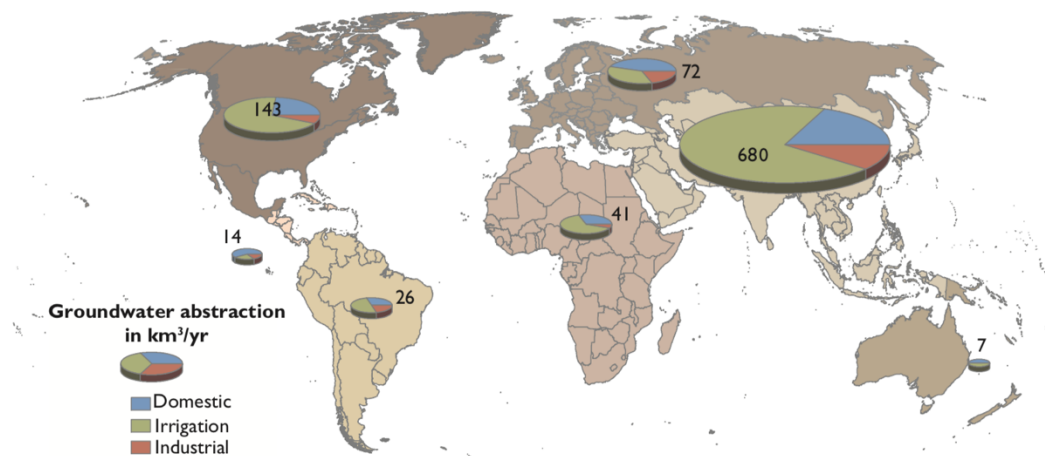 143
72
680
41
14
26
7
Groundwater abstraction
in km³/yr
Domestic
Irrigation
Industrial